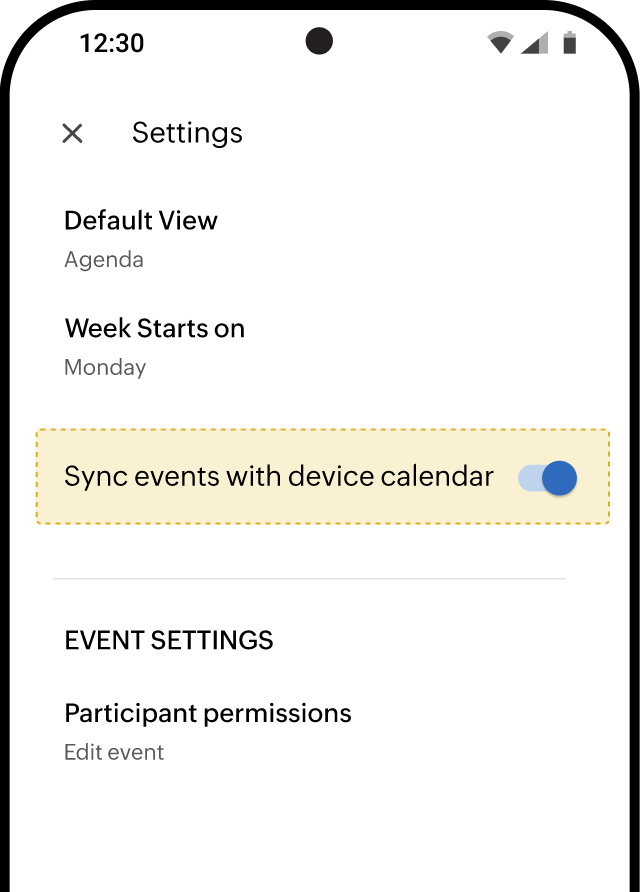 12:30
Settings
Default View
Agenda
Week Starts on
Monday
Sync events with device calendar
EVENT SETTINGS
Participant permissions
Edit event